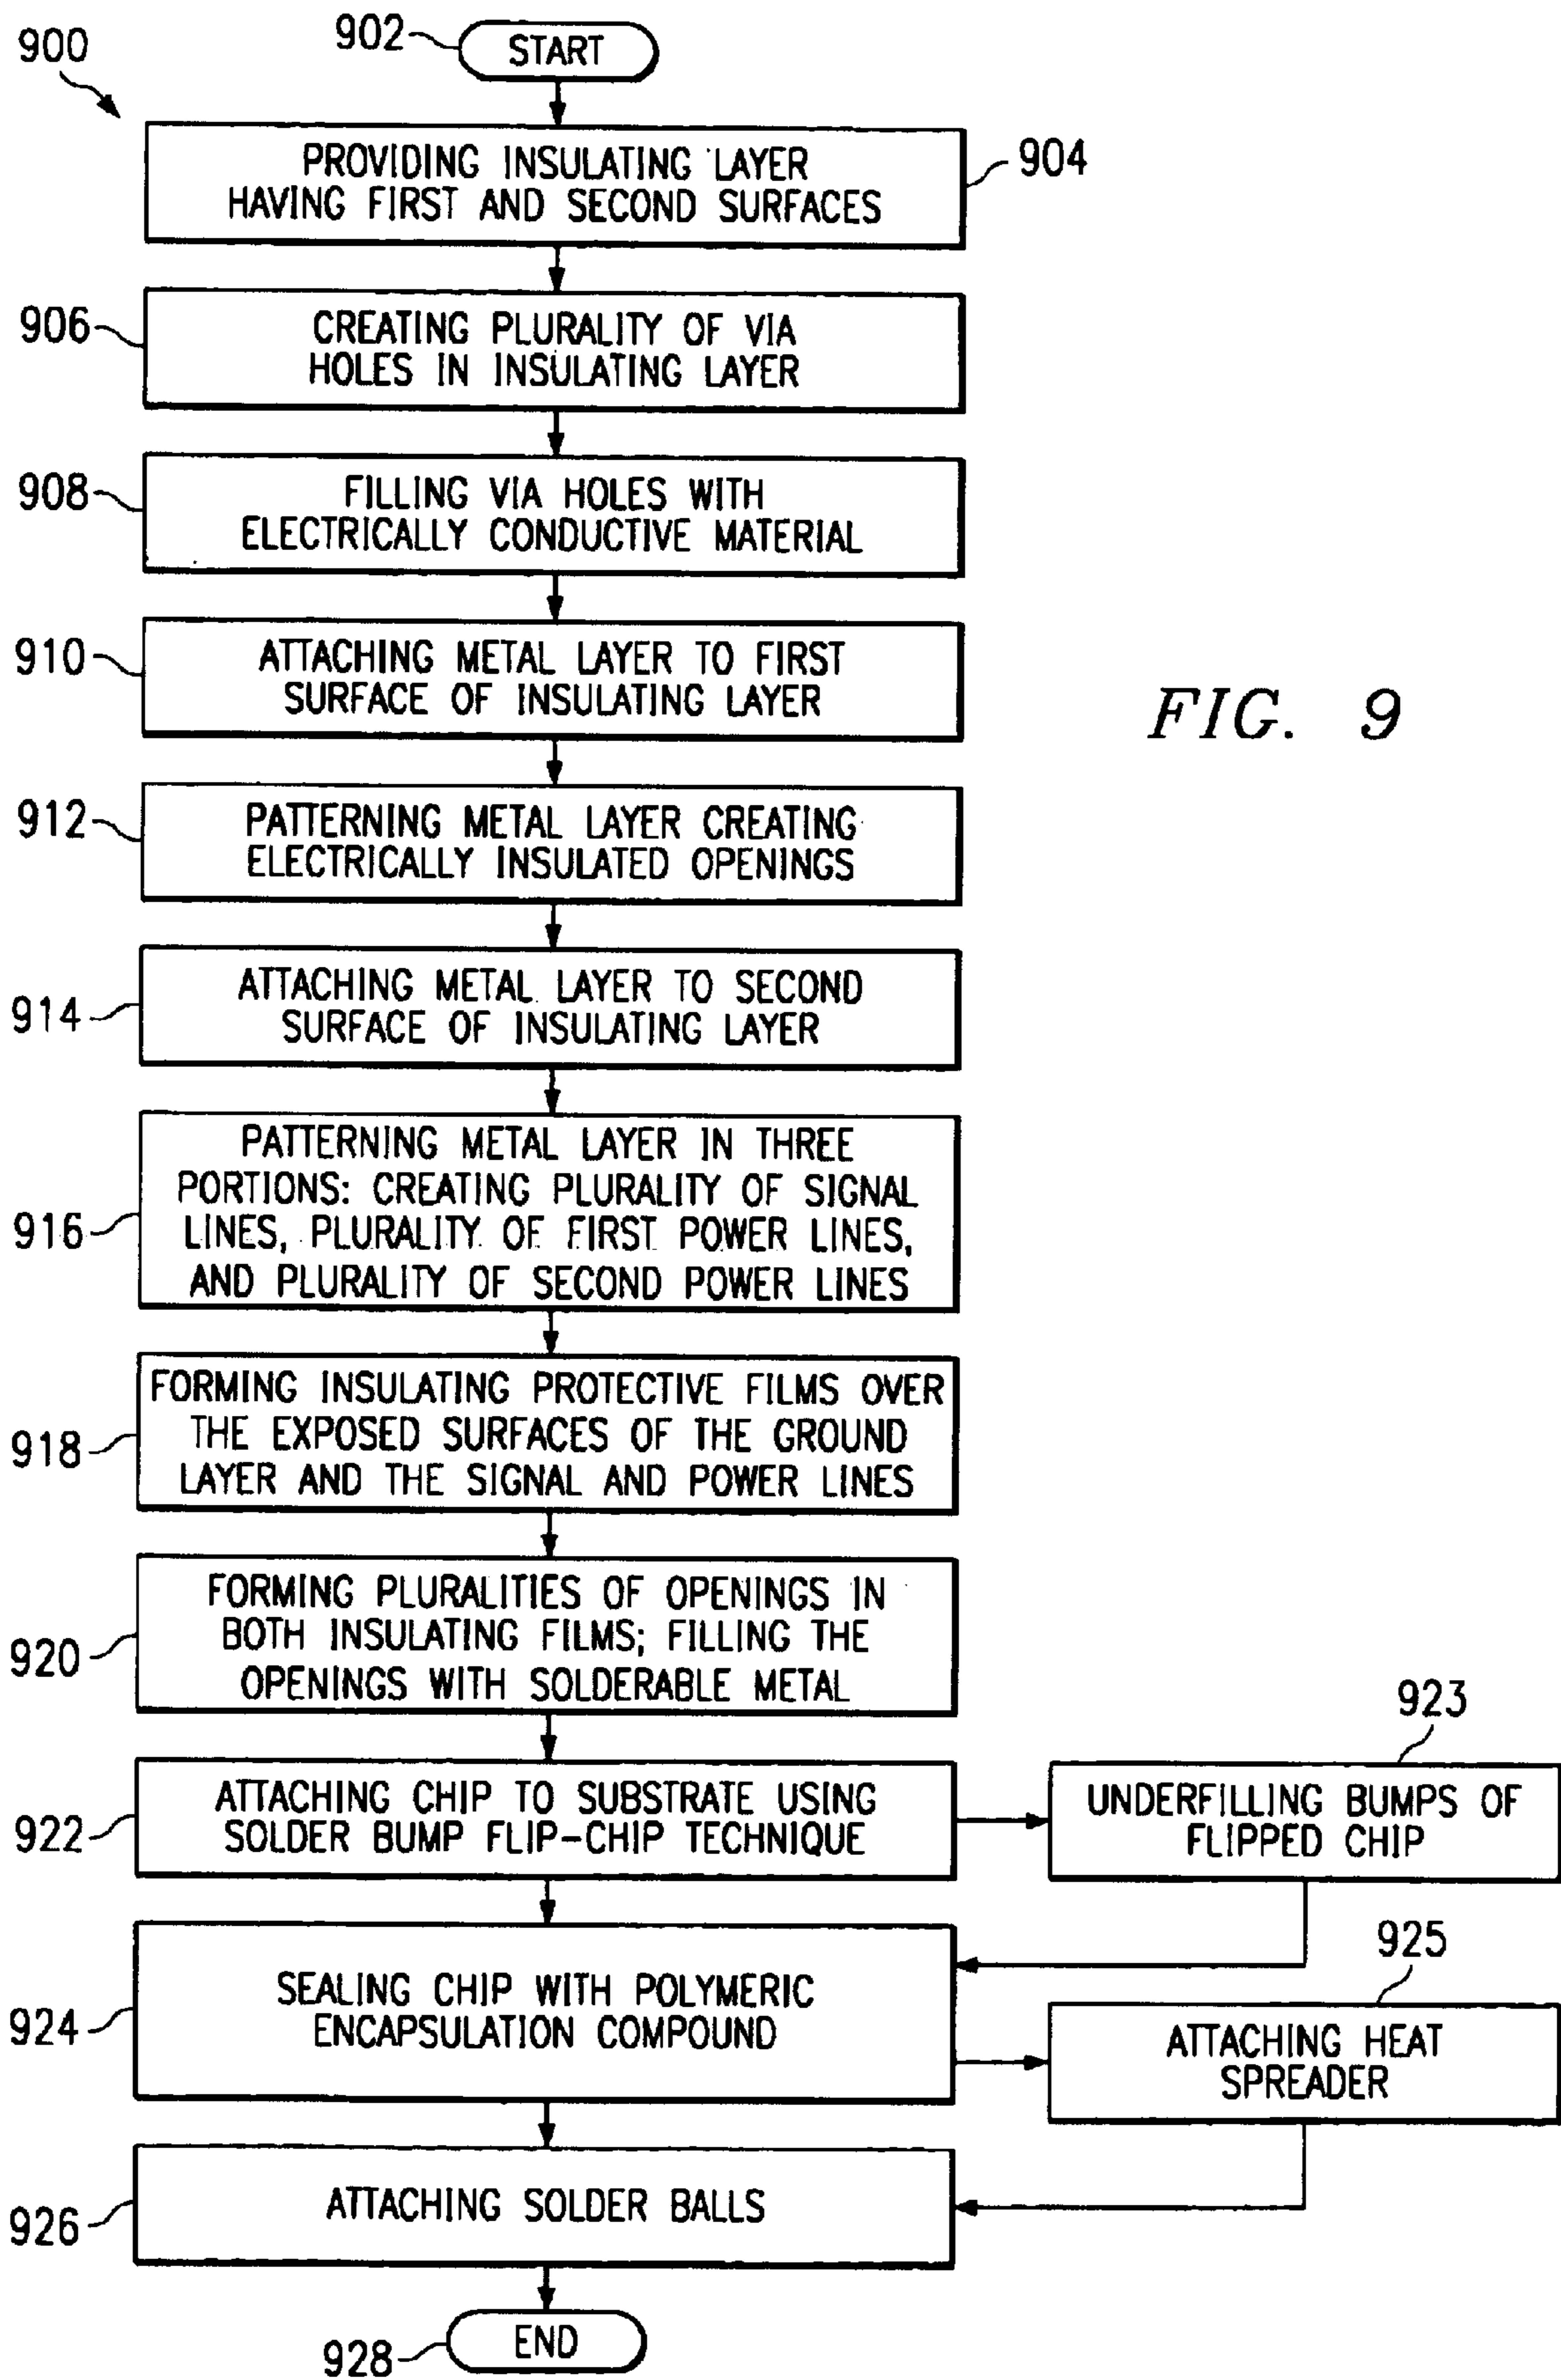 900
902
START
PROVIDING INSULATING LAYER
HAVING FIRST AND SECOND SURFACES
904
906
CREATING PLURALITY OF VIA
HOLES IN INSULATING LAYER
908
FILLING VIA HOLES WITH
ELECTRICALLY CONDUCTIVE MATERIAL
910
ATTACHING METAL LAYER TO FIRST
SURFACE OF INSULATING LAYER
FIG. 9
912
PATTERNING METAL LAYER CREATING
ELECTRICALLY INSULATED OPENINGS
914
ATTACHING METAL LAYER TO SECOND
SURFACE OF INSULATING LAYER
916
PATTERNING METAL LAYER IN THREE
PORTIONS: CREATING PLURALITY OF SIGNAL
LINES, PLURALITY OF FIRST POWER LINES,
AND PLURALITY OF SECOND POWER LINES
918
FORMING INSULATING PROTECTIVE FILMS OVER
THE EXPOSED SURFACES OF THE GROUND
LAYER AND THE SIGNAL AND POWER LINES
920
FORMING PLURALITIES OF OPENINGS IN
BOTH INSULATING FILMS; FILLING THE
OPENINGS WITH SOLDERABLE METAL
922
ATTACHING CHIP TO SUBSTRATE USING
SOLDER BUMP FLIP-CHIP TECHNIQUE
923
UNDERFILLING BUMPS OF
FLIPPED CHIP
924
SEALING CHIP WITH POLYMERIC
ENCAPSULATION COMPOUND
925
ATTACHING HEAT
SPREADER
926
ATTACHING SOLDER BALLS
928
END